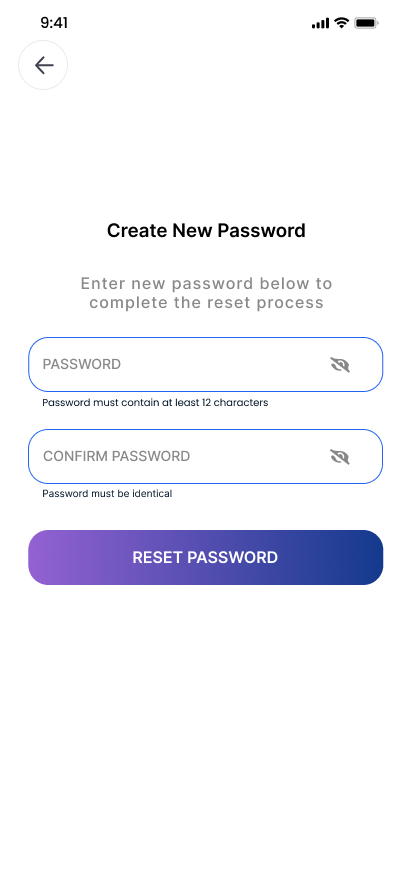 9:41
Create New Password
Enter new password below to
complete the reset process
PASSWORD
Password must contain at least 12 characters
CONFIRM PASSWORD
Password must be identical
RESET PASSWORD